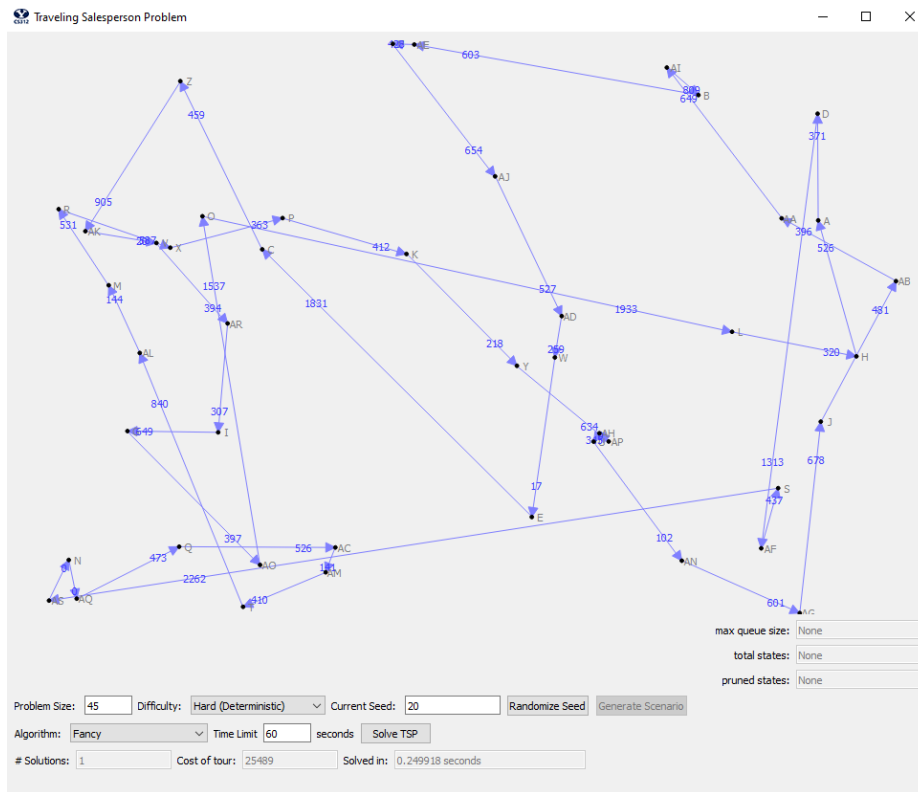 CS312 Traveling Salesperson Problem
AE
603
AI
B
649
Z
D
371
459
654
AJ
905
R
531
AK
O
363
P
X
C
412
K
AA
396
A
526
AB
M
144
1537
394
1831
527
1933
431
AR
AD
L
320
H
AL
218
259
W
Y
840
307
I
649
634
AH
AP
J
1313
678
S
437
17
E
397
526
AC
Q
473
N
2262
AO
AM
AQ
410
102
AN
AF
601
AG
max queue size: None
total states: None
pruned states: None
Problem Size: 45 Difficulty: Hard (Deterministic) Current Seed: 20 Randomize Seed Generate Scenario
Algorithm: Fancy Time Limit 60 seconds Solve TSP
# Solutions: 1 Cost of tour: 25489 Solved in: 0.249918 seconds